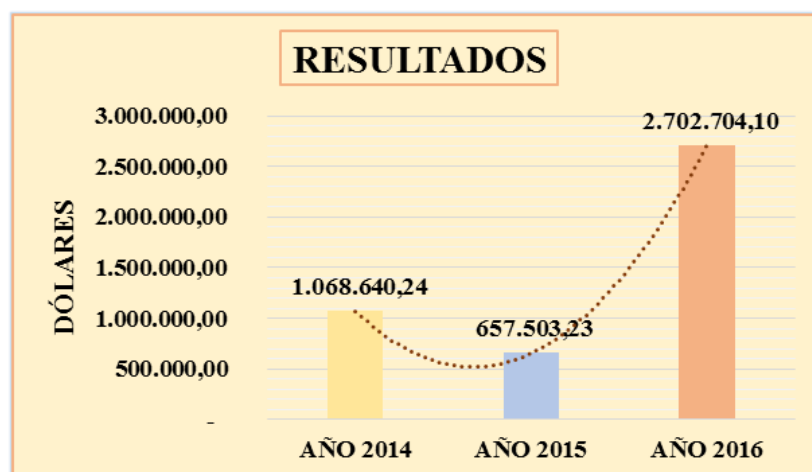 RESULTADOS
DÓLARES
3.000.000,00
2.500.000,00
2.000.000,00
1.500.000,00
1.000.000,00
500.000,00
-
1.068.640,24
657.503,23
2.702.704,10
AÑO 2014
AÑO 2015
AÑO 2016